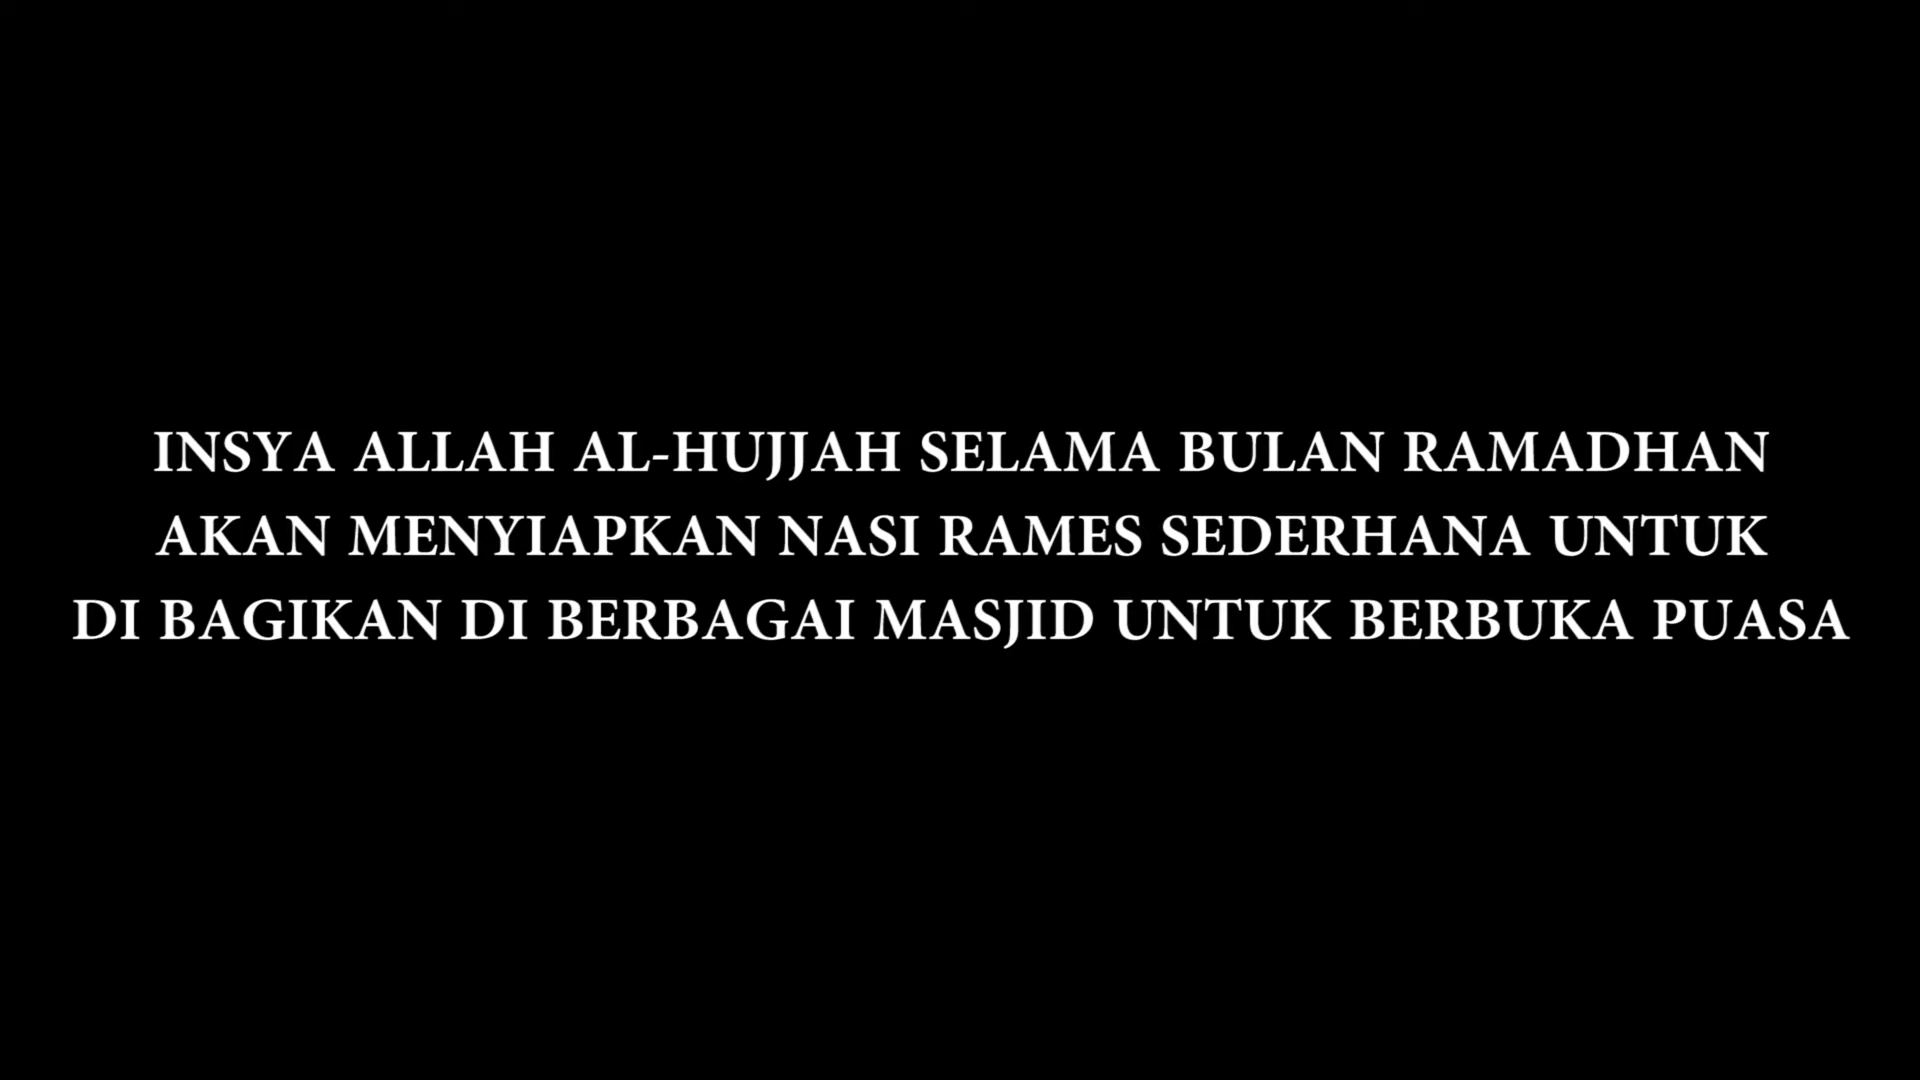 INSYA ALLAH AL-HUJJAH SELAMA BULAN RAMADHAN
AKAN MENYIAPKAN NASI RAMES SEDERHANA UNTUK
DI BAGIKAN DI BERBAGAI MASJID UNTUK BERBUKA PUASA